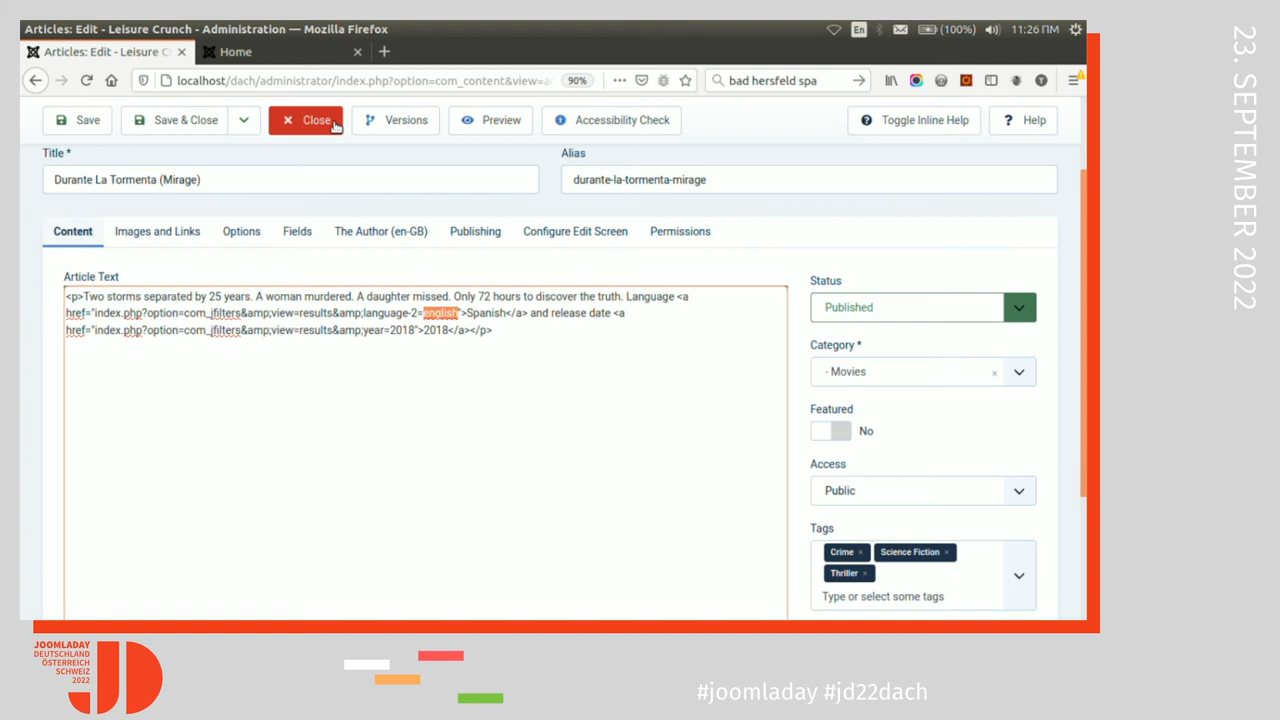 Articles: Edit - Leisure Crunch - Administration — Mozilla Firefox
En
(100%)
11:26 ΠΜ
Articles: Edit - Leisure C
Home
localhost/dach/administrator/index.php?option=com_content&view=a
90%
bad hersfeld spa
Save
Save & Close
Close
Versions
Preview
Accessibility Check
Toggle Inline Help
? Help
Title *
Alias
Durante La Tormenta (Mirage)
durante-la-tormenta-mirage
Content
Images and Links
Options
Fields
The Author (en-GB)
Publishing
Configure Edit Screen
Permissions
Article Text
<p>Two storms separated by 25 years. A woman murdered. A daughter missed. Only 72 hours to discover the truth. Language <a
href="index.php?option=com_jfilters&amp;view=results&amp;language-2=english">Spanish</a> and release date <a
href="index.php?option=com_jfilters&amp;view=results&amp;year=2018">2018</a></p>
Status
Published
Category *
- Movies
Featured
No
Access
Public
Tags
Crime ×
Science Fiction ×
Thriller ×
Type or select some tags
23. SEPTEMBER 2022
JOOMLADAY
DEUTSCHLAND
ÖSTERREICH
SCHWEIZ
2022
JD
#joomladay #jd22dach